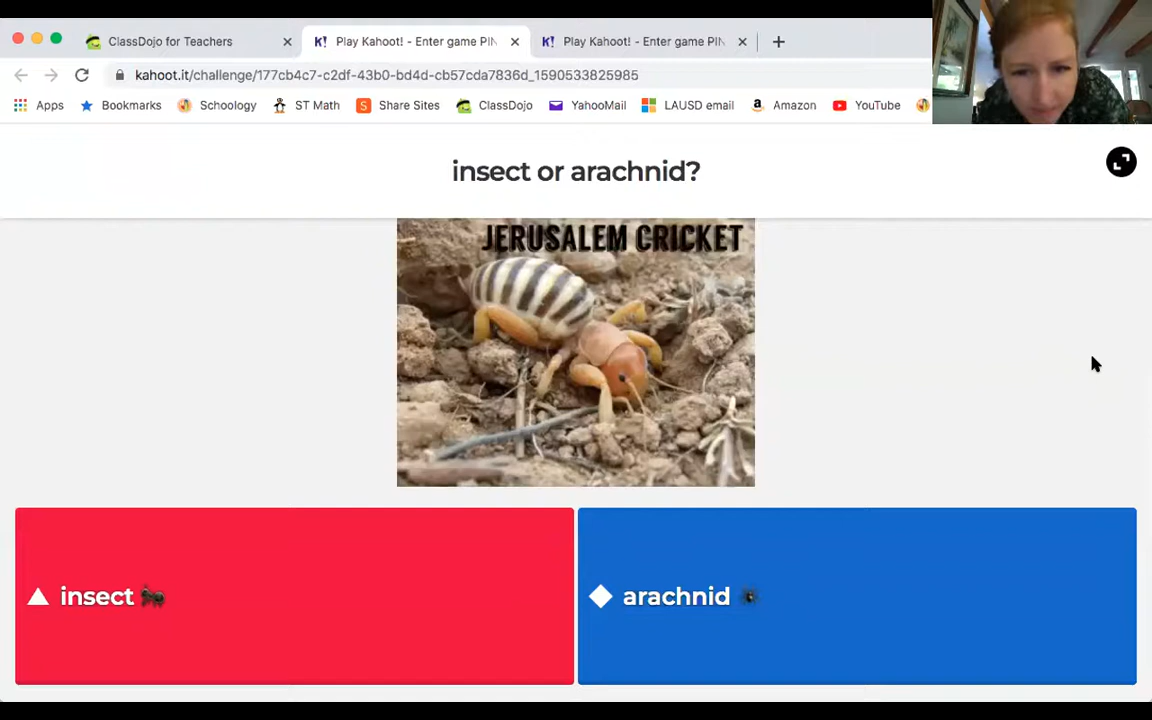 ClassDojo for Teachers
Play Kahoot! - Enter game PIN
Play Kahoot! - Enter game PIN
kahoot.it/challenge/177cb4c7-c2df-43b0-bd4d-cb57cda7836d_1590533825985
Apps Bookmarks Schoology ST Math Share Sites ClassDojo YahooMail LAUSD email Amazon YouTube
insect or arachnid?
JERUSALEM CRICKET
insect
arachnid